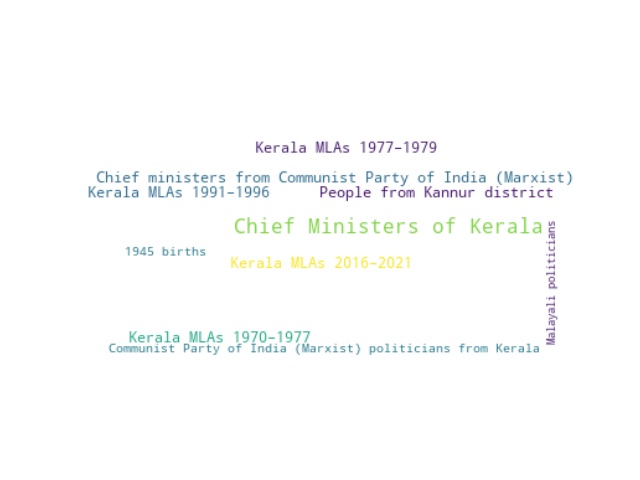 Kerala MLAs 1977–1979
Chief ministers from Communist Party of India (Marxist)
Kerala MLAs 1991–1996
People from Kannur district
Chief Ministers of Kerala
Malayali politicians
1945 births
Kerala MLAs 2016–2021
Kerala MLAs 1970–1977
Communist Party of India (Marxist) politicians from Kerala